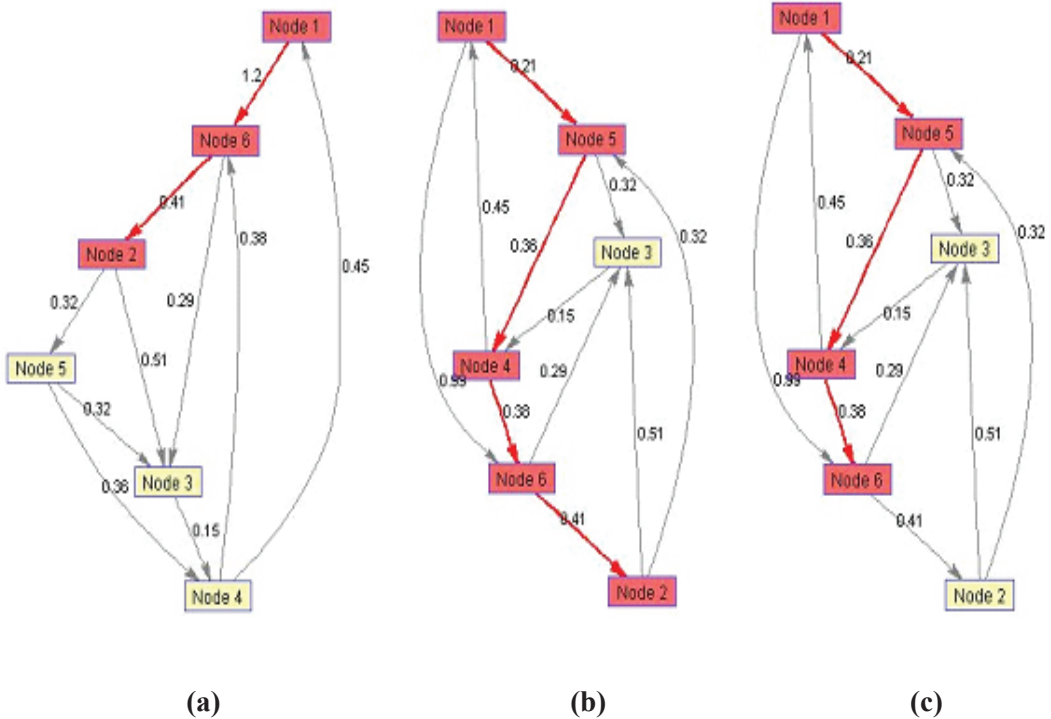 Node 1
1.2
Node 6
0.41
Node 2
0.38
0.45
0.32
0.29
0.51
Node 5
0.32
Node 3
0.36
0.15
Node 4
(a)
Node 1
0.21
Node 5
0.32
0.45
0.36
Node 3
0.32
0.15
Node 4
0.99
0.29
0.38
0.51
Node 6
0.41
Node 2
(b)
Node 1
0.21
Node 5
0.32
0.45
0.36
Node 3
0.32
0.15
Node 4
0.99
0.29
0.38
0.51
Node 6
0.41
Node 2
(c)